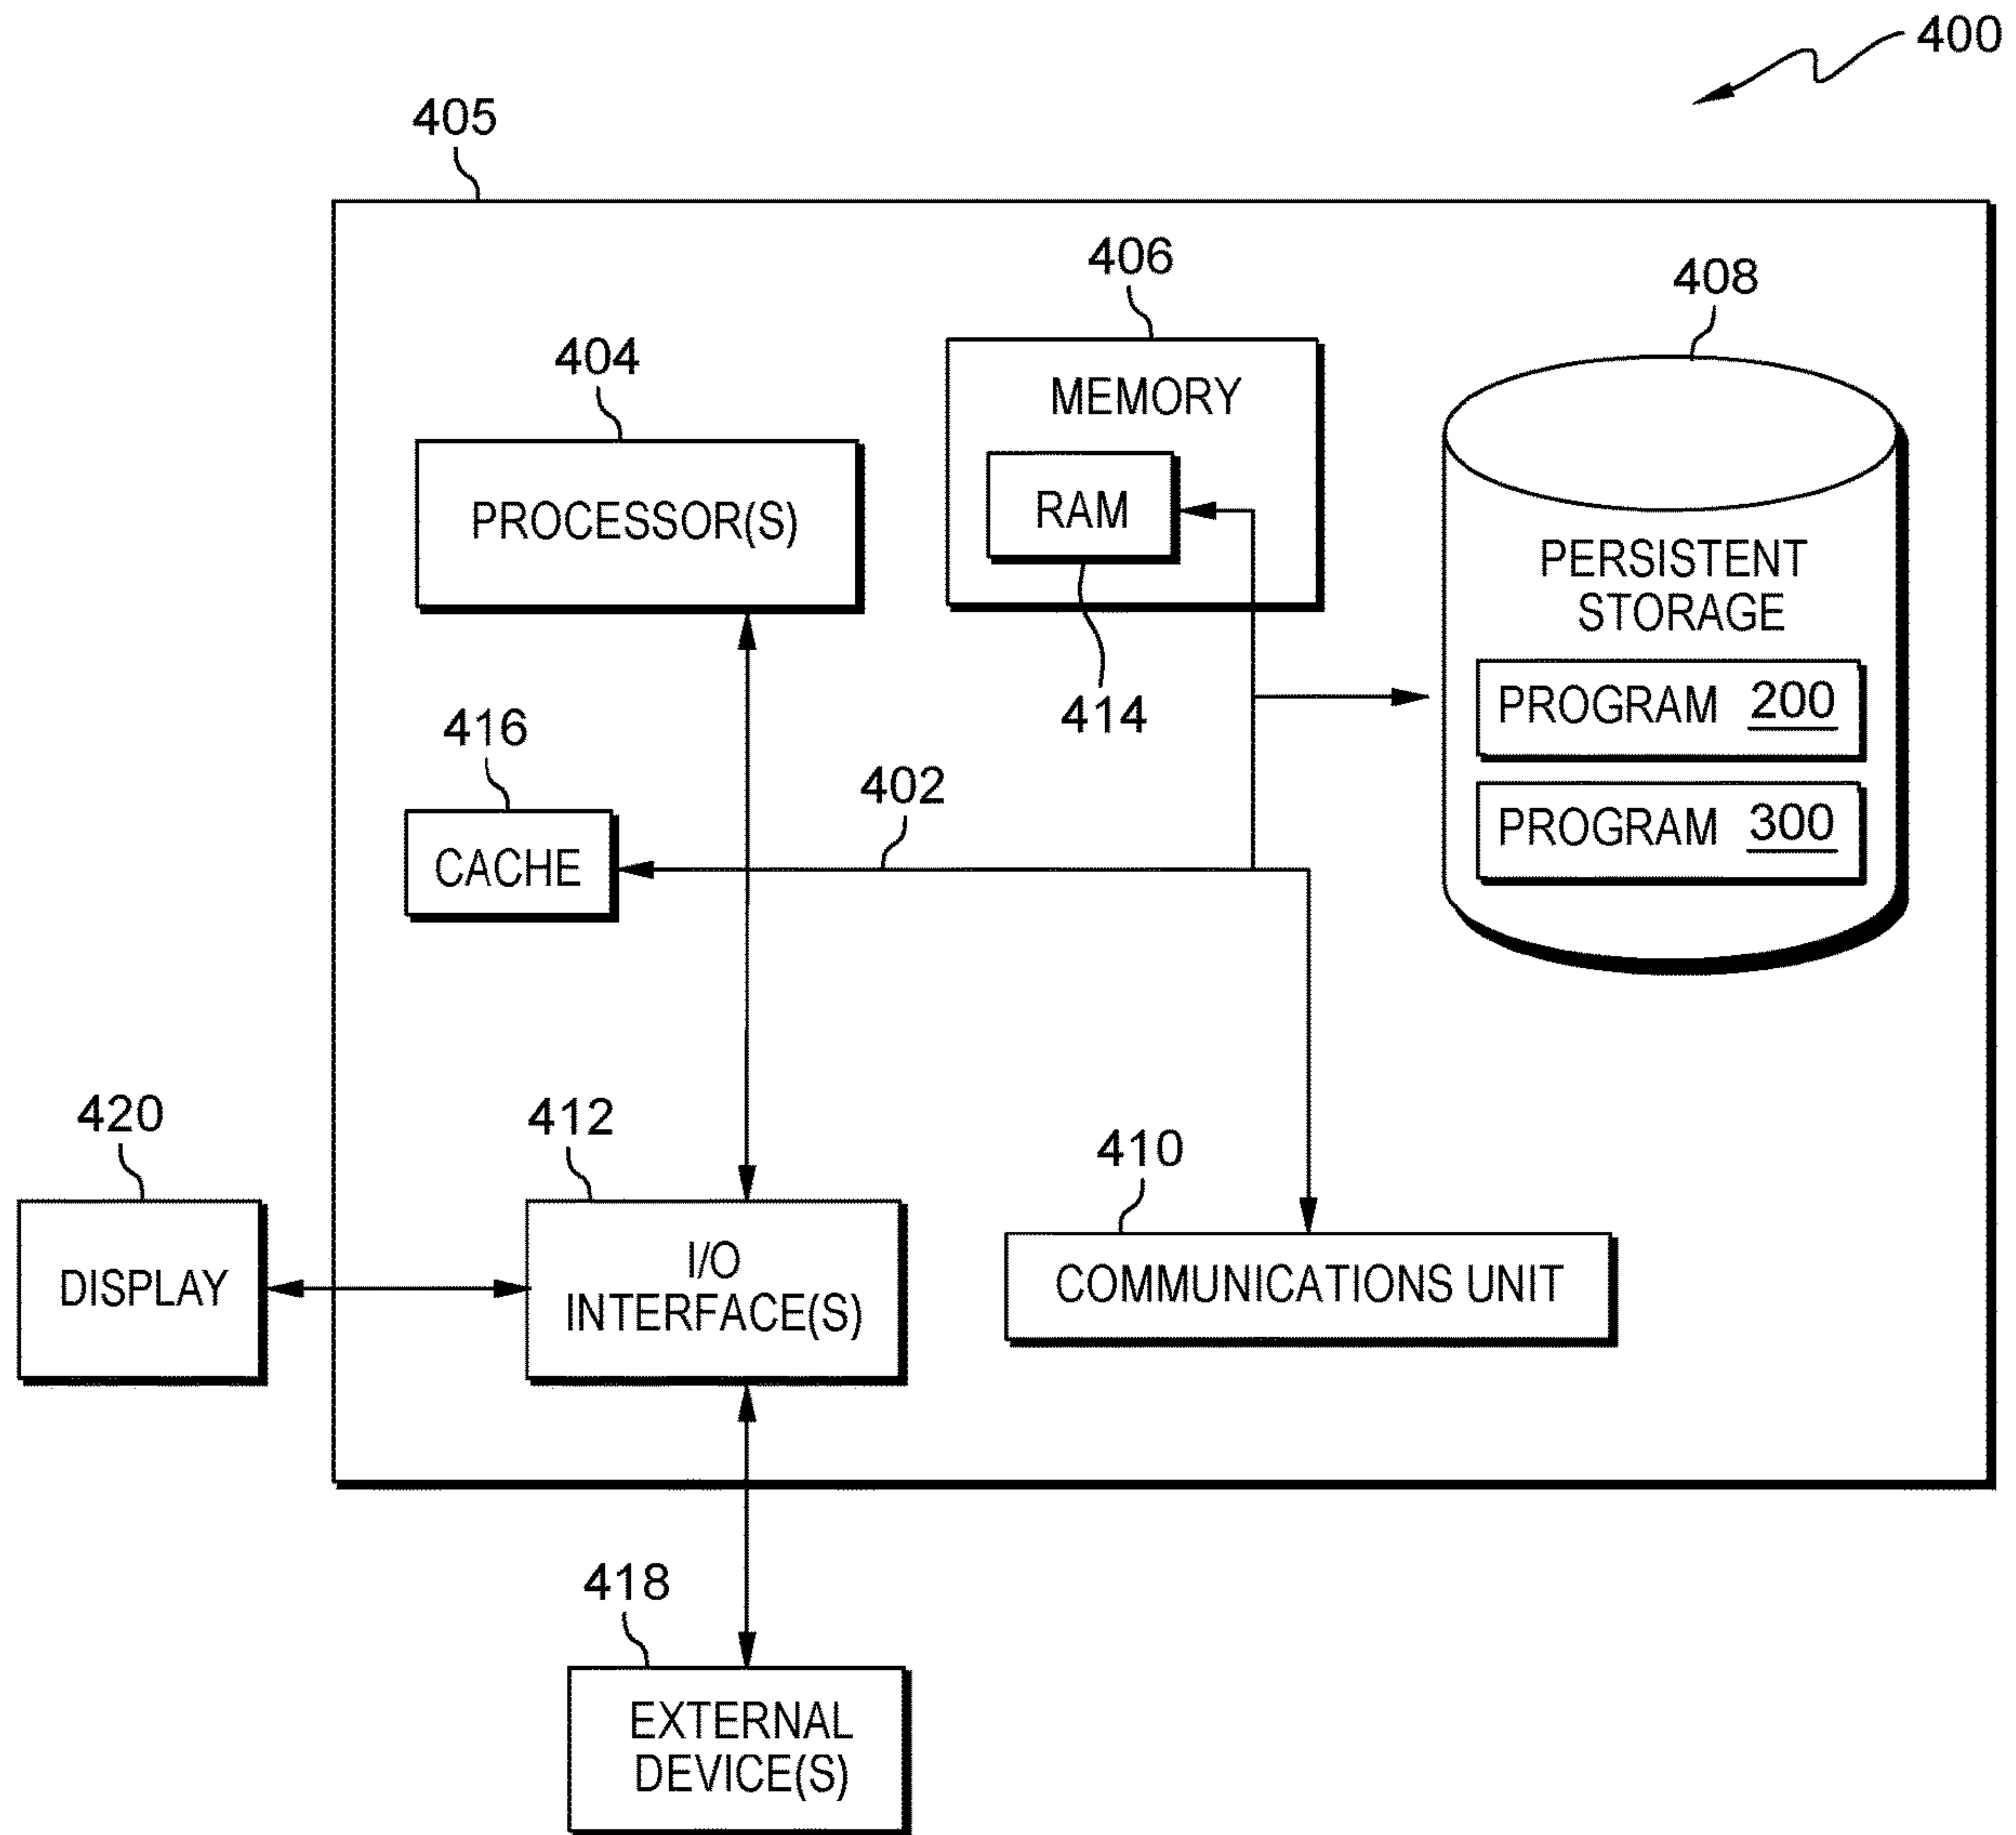 400
405
406
408
404
MEMORY
PROCESSOR(S)
RAM
PERSISTENT
STORAGE
414
PROGRAM 200
416
402
PROGRAM 300
CACHE
420
412
410
I/O
INTERFACE(S)
DISPLAY
COMMUNICATIONS UNIT
418
EXTERNAL
DEVICE(S)